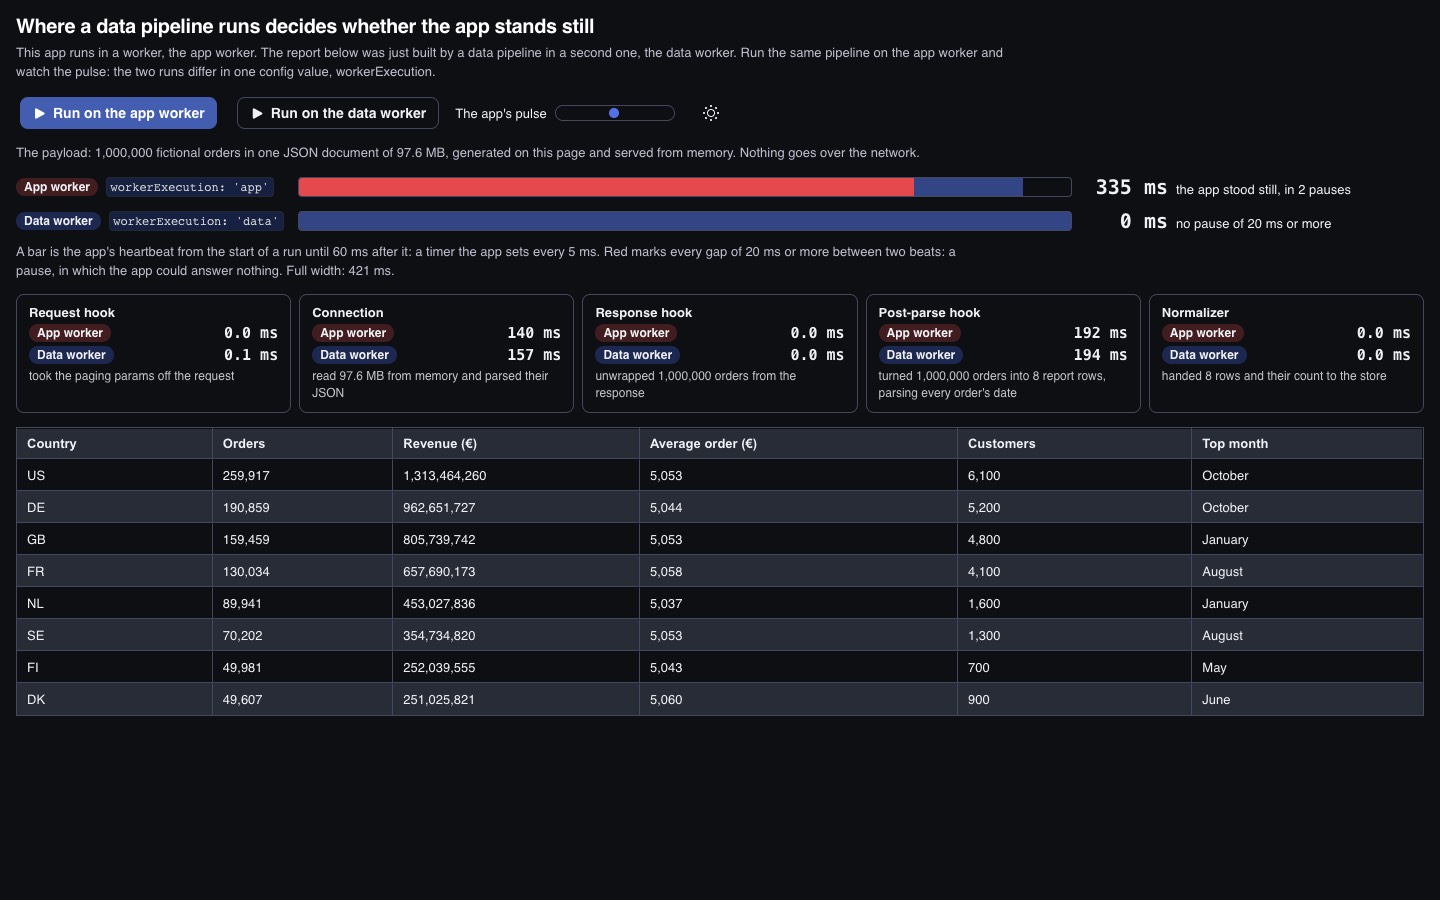 Where a data pipeline runs decides whether the app stands still
This app runs in a worker, the app worker. The report below was just built by a data pipeline in a second one, the data worker. Run the same pipeline on the app worker and
watch the pulse: the two runs differ in one config value, workerExecution.
Run on the app worker Run on the data worker The app's pulse
The payload: 1,000,000 fictional orders in one JSON document of 97.6 MB, generated on this page and served from memory. Nothing goes over the network.
App worker workerExecution: 'app' 335 ms the app stood still, in 2 pauses
Data worker workerExecution: 'data' 0 ms no pause of 20 ms or more
A bar is the app's heartbeat from the start of a run until 60 ms after it: a timer the app sets every 5 ms. Red marks every gap of 20 ms or more between two beats: a
pause, in which the app could answer nothing. Full width: 421 ms.
Request hook
App worker 0.0 ms
Data worker 0.1 ms
took the paging params off the request
Connection
App worker 140 ms
Data worker 157 ms
read 97.6 MB from memory and parsed their
JSON
Response hook
App worker 0.0 ms
Data worker 0.0 ms
unwrapped 1,000,000 orders from the
response
Post-parse hook
App worker 192 ms
Data worker 194 ms
turned 1,000,000 orders into 8 report rows,
parsing every order's date
Normalizer
App worker 0.0 ms
Data worker 0.0 ms
handed 8 rows and their count to the store
Country Orders Revenue (€) Average order (€) Customers Top month
US 259,917 1,313,464,260 5,053 6,100 October
DE 190,859 962,651,727 5,044 5,200 October
GB 159,459 805,739,742 5,053 4,800 January
FR 130,034 657,690,173 5,058 4,100 August
NL 89,941 453,027,836 5,037 1,600 January
SE 70,202 354,734,820 5,053 1,300 August
FI 49,981 252,039,555 5,043 700 May
DK 49,607 251,025,821 5,060 900 June